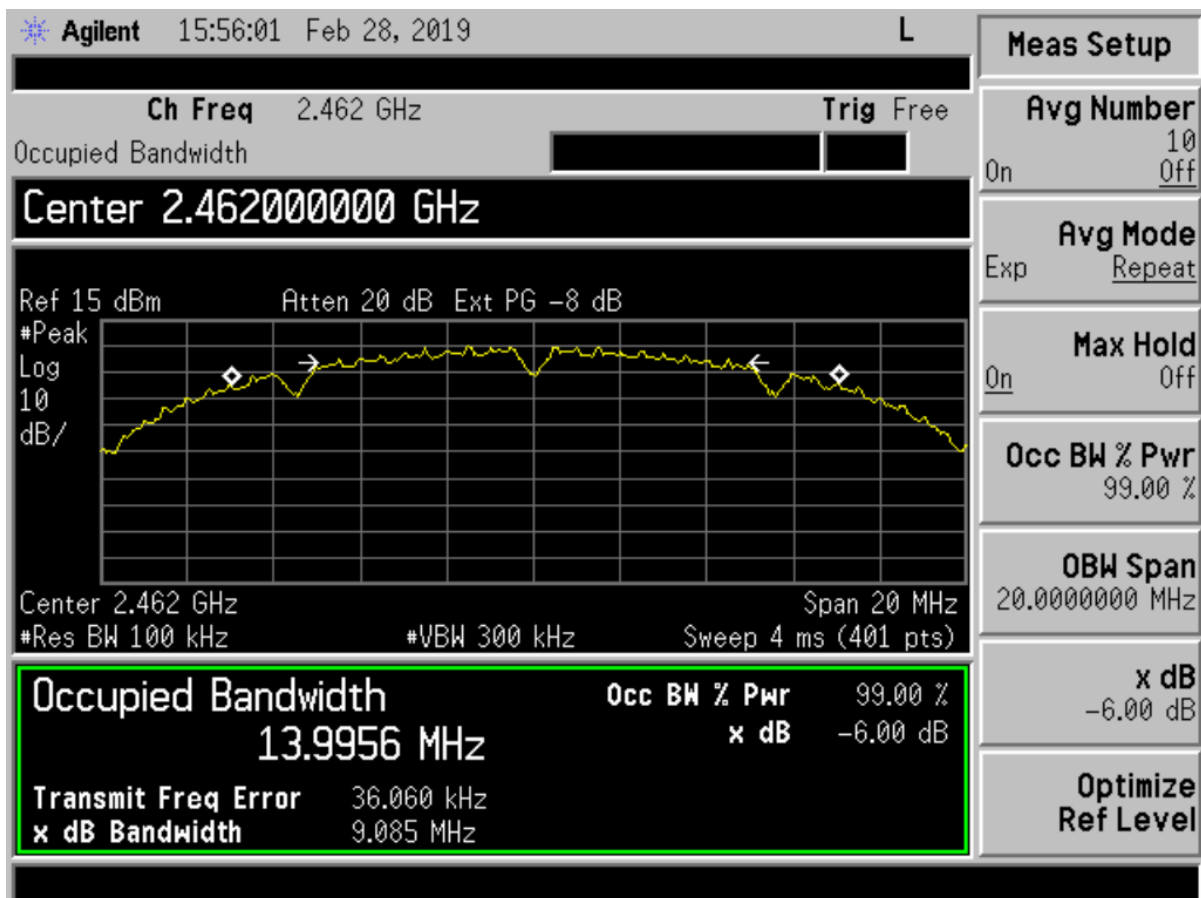 Agilent 15:56:01 Feb 28, 2019 L
Ch Freq 2.462 GHz Trig Free
Occupied Bandwidth
Center 2.462000000 GHz
Ref 15 dBm Atten 20 dB Ext PG -8 dB
#Peak
Log
10
dB/
Center 2.462 GHz Span 20 MHz
#Res BW 100 kHz #VBW 300 kHz Sweep 4 ms (401 pts)
Occupied Bandwidth Occ BW % Pwr 99.00 %
13.9956 MHz x dB -6.00 dB
Transmit Freq Error 36.060 kHz
x dB Bandwidth 9.085 MHz
Meas Setup
Avg Number
10
On Off
Avg Mode
Exp Repeat
Max Hold
On Off
Occ BW % Pwr
99.00 %
OBW Span
20.0000000 MHz
x dB
-6.00 dB
Optimize
Ref Level